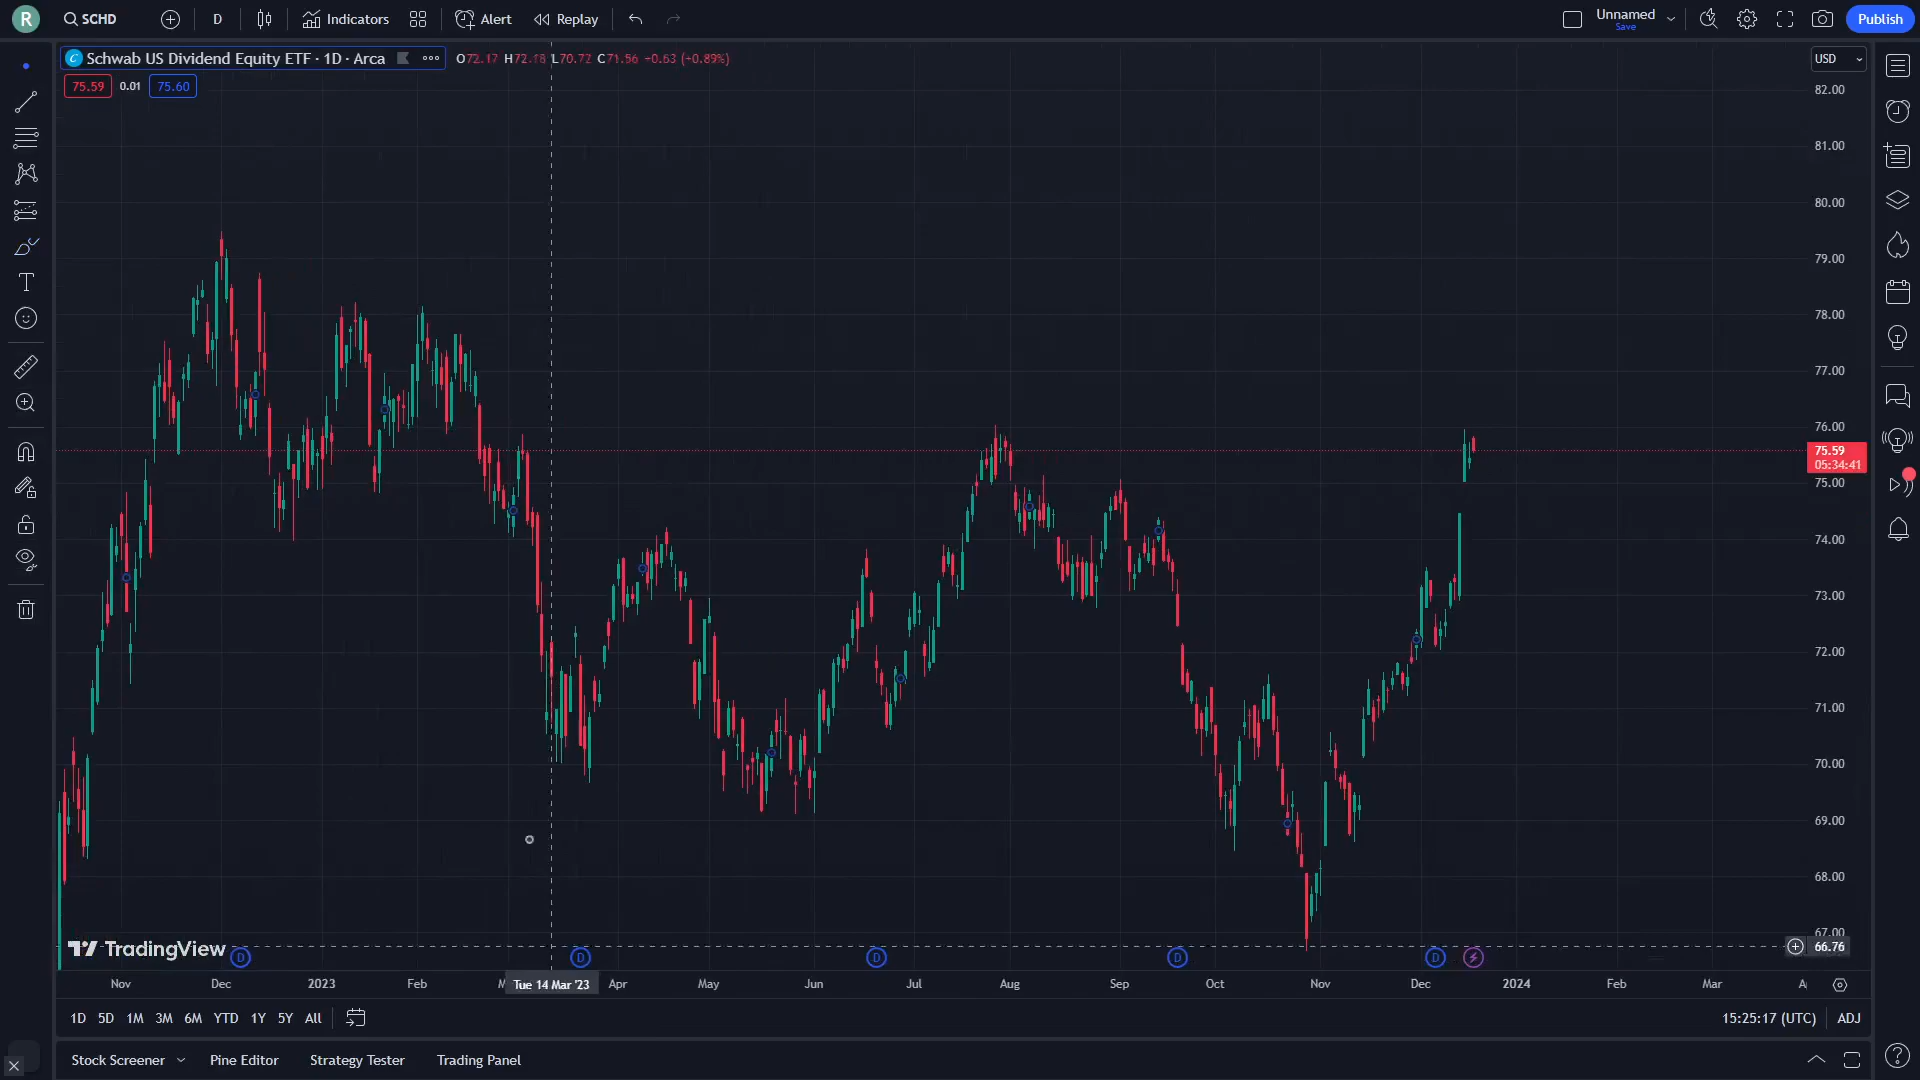 R
SCHD
D
Indicators
Alert
Replay
Unnamed
Save
Publish
Schwab US Dividend Equity ETF · 1D · Arca
O72.17 H72.18 L70.72 C71.56 +0.63 (+0.89%)
USD
75.59
0.01
75.60
82.00
81.00
80.00
79.00
78.00
77.00
76.00
75.59
05:34:41
75.00
74.00
73.00
72.00
71.00
70.00
69.00
68.00
67.00
66.76
TradingView
D
D
D
D
D
Nov
Dec
2023
Feb
M
Tue 14 Mar '23
Apr
May
Jun
Jul
Aug
Sep
Oct
Nov
Dec
2024
Feb
Mar
1D 5D 1M 3M 6M YTD 1Y 5Y All
15:25:17 (UTC)
ADJ
Stock Screener
Pine Editor
Strategy Tester
Trading Panel